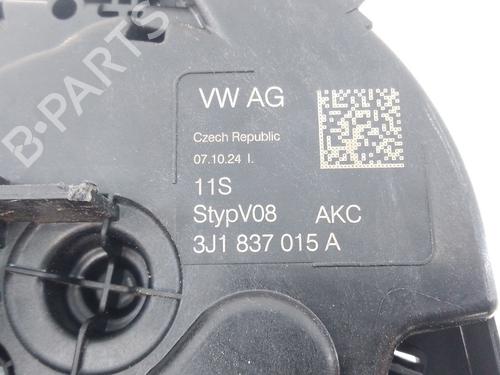 VW AG
Czech Republic
07.10.24 I.
11S
StypV08 AKC
3J1 837 015 A
B-PARTS